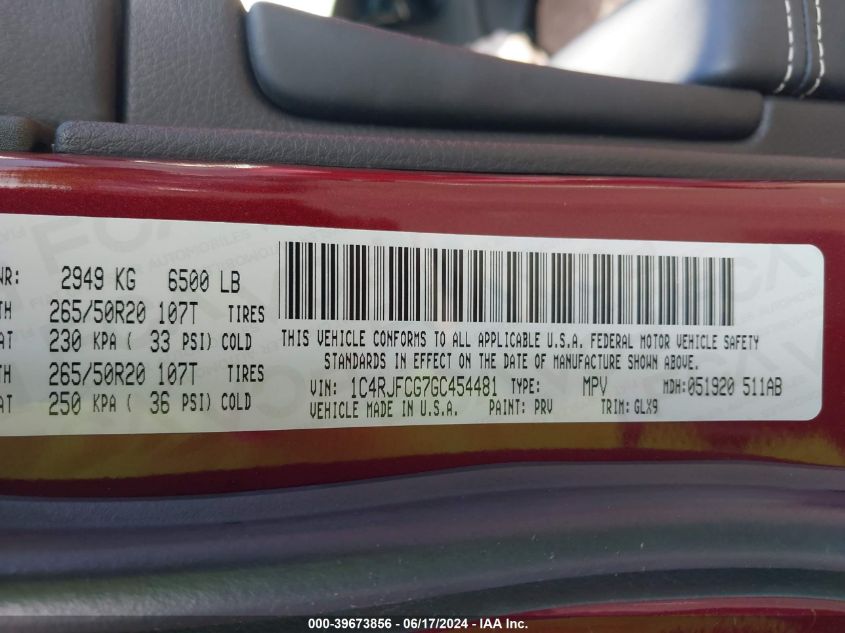 WR: 2949 KG 6500 LB
TH 265/50R20 107T TIRES
AT 230 KPA ( 33 PSI) COLD
TH 265/50R20 107T TIRES
AT 250 KPA ( 36 PSI) COLD
THIS VEHICLE CONFORMS TO ALL APPLICABLE U.S.A. FEDERAL MOTOR VEHICLE SAFETY
STANDARDS IN EFFECT ON THE DATE OF MANUFACTURE SHOWN ABOVE.
VIN: 1C4RJFCG7GC454481 TYPE: MPV MDH:051920 511AB
VEHICLE MADE IN U.S.A. PAINT: PRV TRIM: GLX9
000-39673856 - 06/17/2024 - IAA Inc.